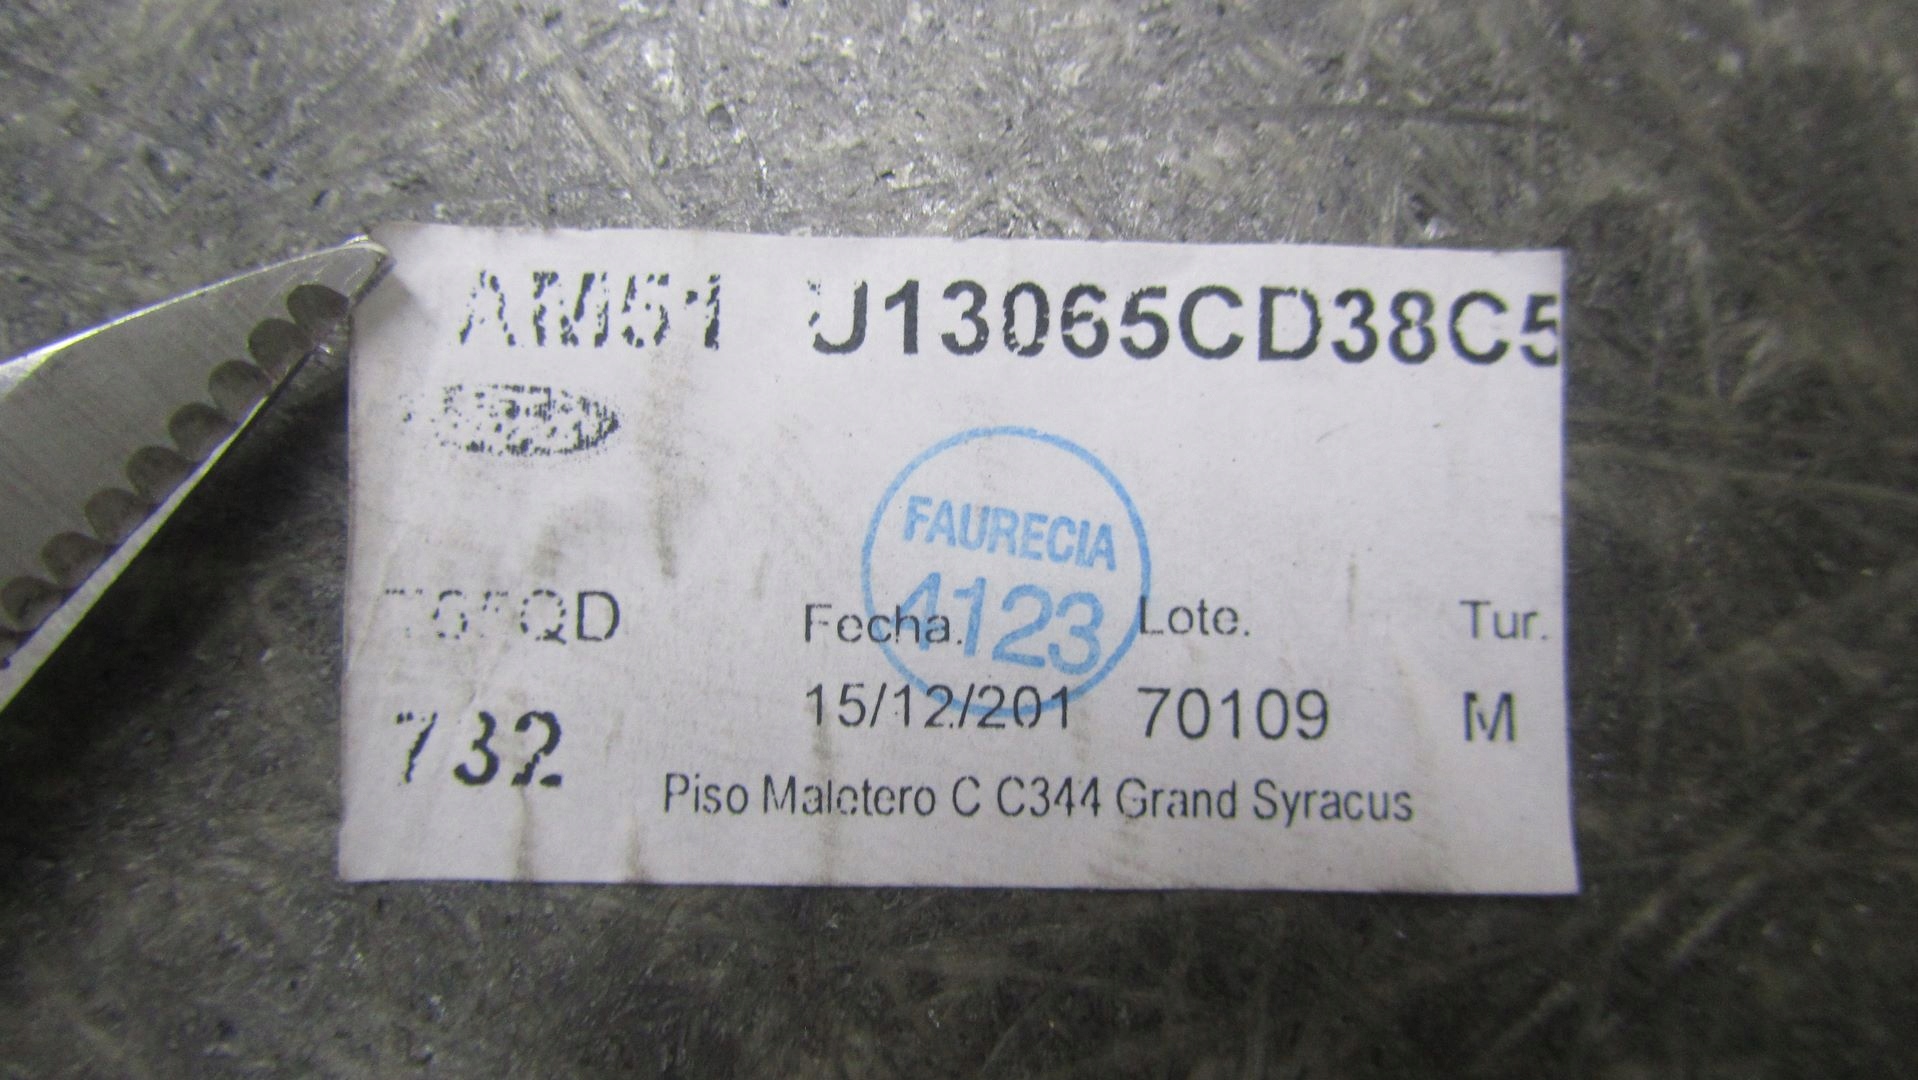 AM51 U13065CD38C5
FAURECIA
4123
Fecha. Lote. Tur.
15/12/201 70109 M
732
Piso Maletero C C344 Grand Syracus